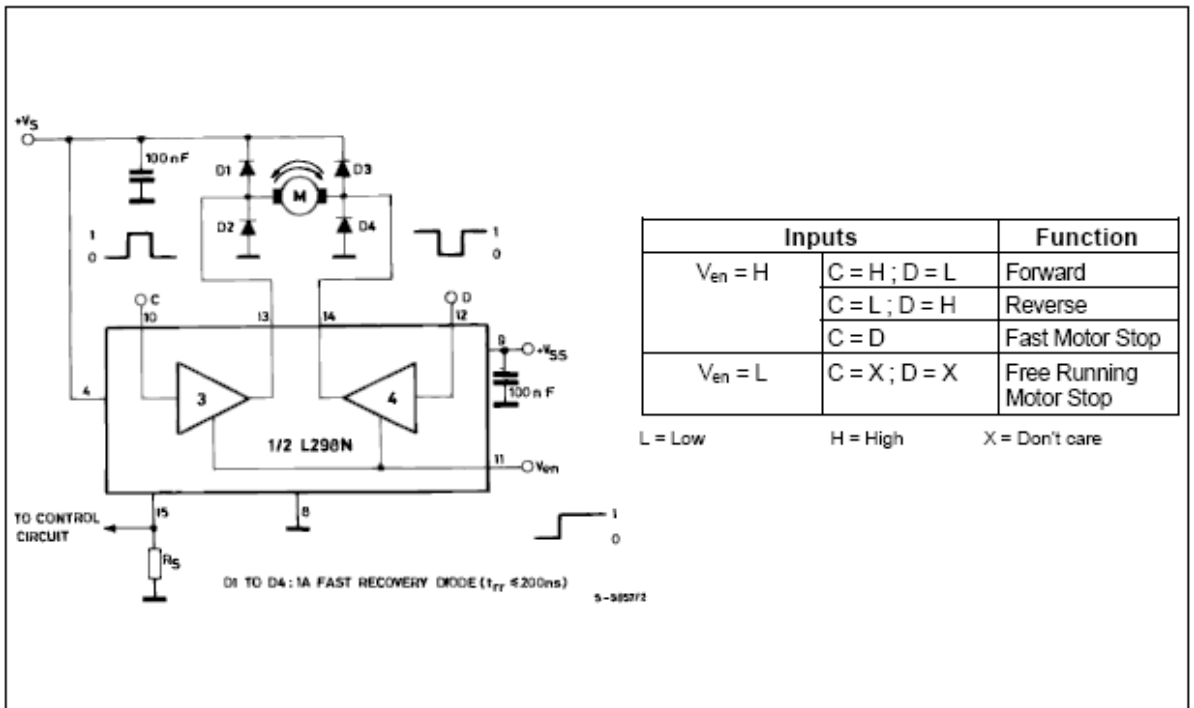 +VS
100 nF
D1
D3
M
D2
D4
1
0
1
0
C
D
10
13
14
12
9
+VSS
100 n F
4
3
4
1/2 L298N
11
Ven
15
8
TO CONTROL
CIRCUIT
RS
1
0
D1 TO D4 : 1A FAST RECOVERY DIODE (trr ≤ 200ns)
Inputs Function
Ven = H C = H ; D = L Forward
C = L ; D = H Reverse
C = D Fast Motor Stop
Ven = L C = X ; D = X Free Running
Motor Stop
L = Low H = High X = Don't care